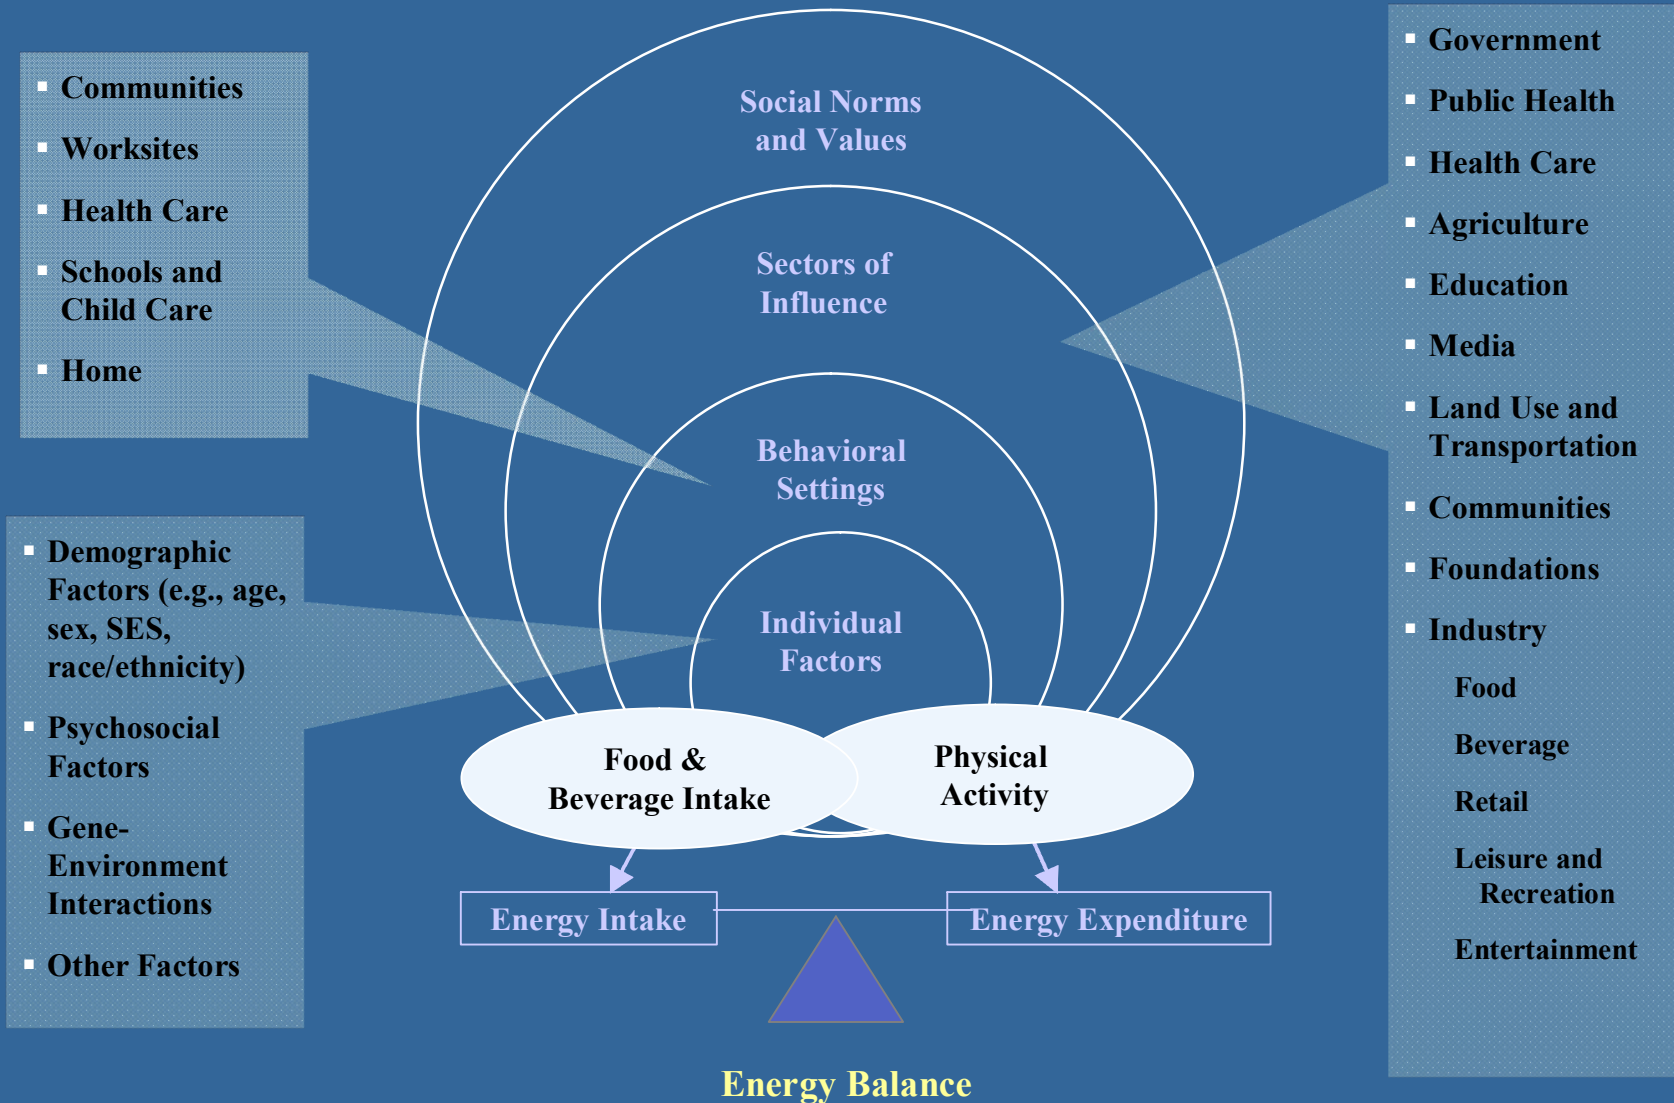 ▪ Communities
▪ Worksites
▪ Health Care
▪ Schools and
Child Care
▪ Home
▪ Demographic
Factors (e.g., age,
sex, SES,
race/ethnicity)
▪ Psychosocial
Factors
▪ Gene-
Environment
Interactions
▪ Other Factors
Social Norms
and Values
Sectors of
Influence
Behavioral
Settings
Individual
Factors
Food &
Beverage Intake
Physical
Activity
Energy Intake
Energy Expenditure
Energy Balance
▪ Government
▪ Public Health
▪ Health Care
▪ Agriculture
▪ Education
▪ Media
▪ Land Use and
Transportation
▪ Communities
▪ Foundations
▪ Industry
Food
Beverage
Retail
Leisure and
Recreation
Entertainment